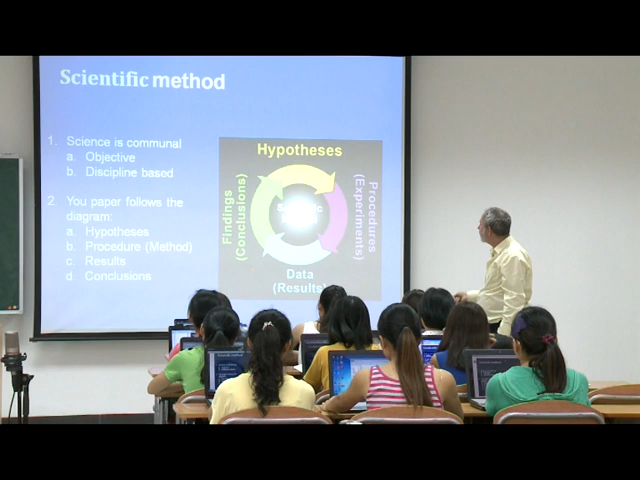 Scientific method
1. Science is communal
a. Objective
b. Discipline based
2. You paper follows the
diagram:
a. Hypotheses
b. Procedure (Method)
c. Results
d. Conclusions
Hypotheses
Procedures
(Experiments)
Data
(Results)
Findings
(Conclusions)